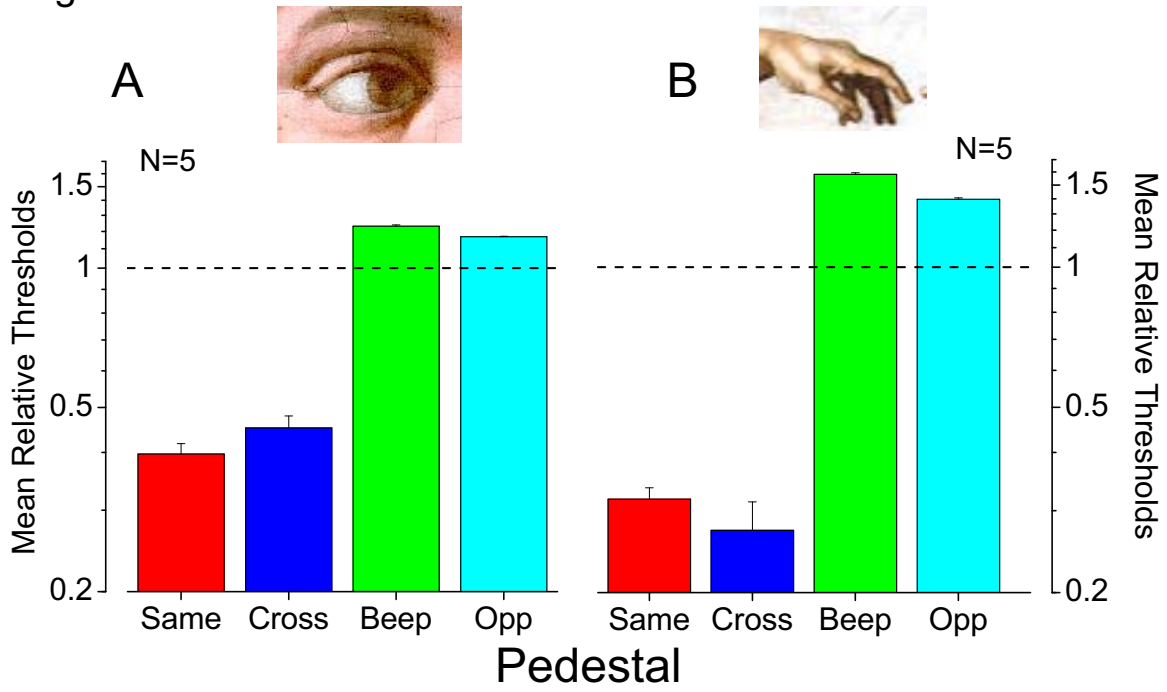 A
B
N=5
N=5
Mean Relative Thresholds
1.5
1
0.5
0.2
Same Cross Beep Opp
1.5
1
0.5
0.2
Mean Relative Thresholds
Same Cross Beep Opp
Pedestal